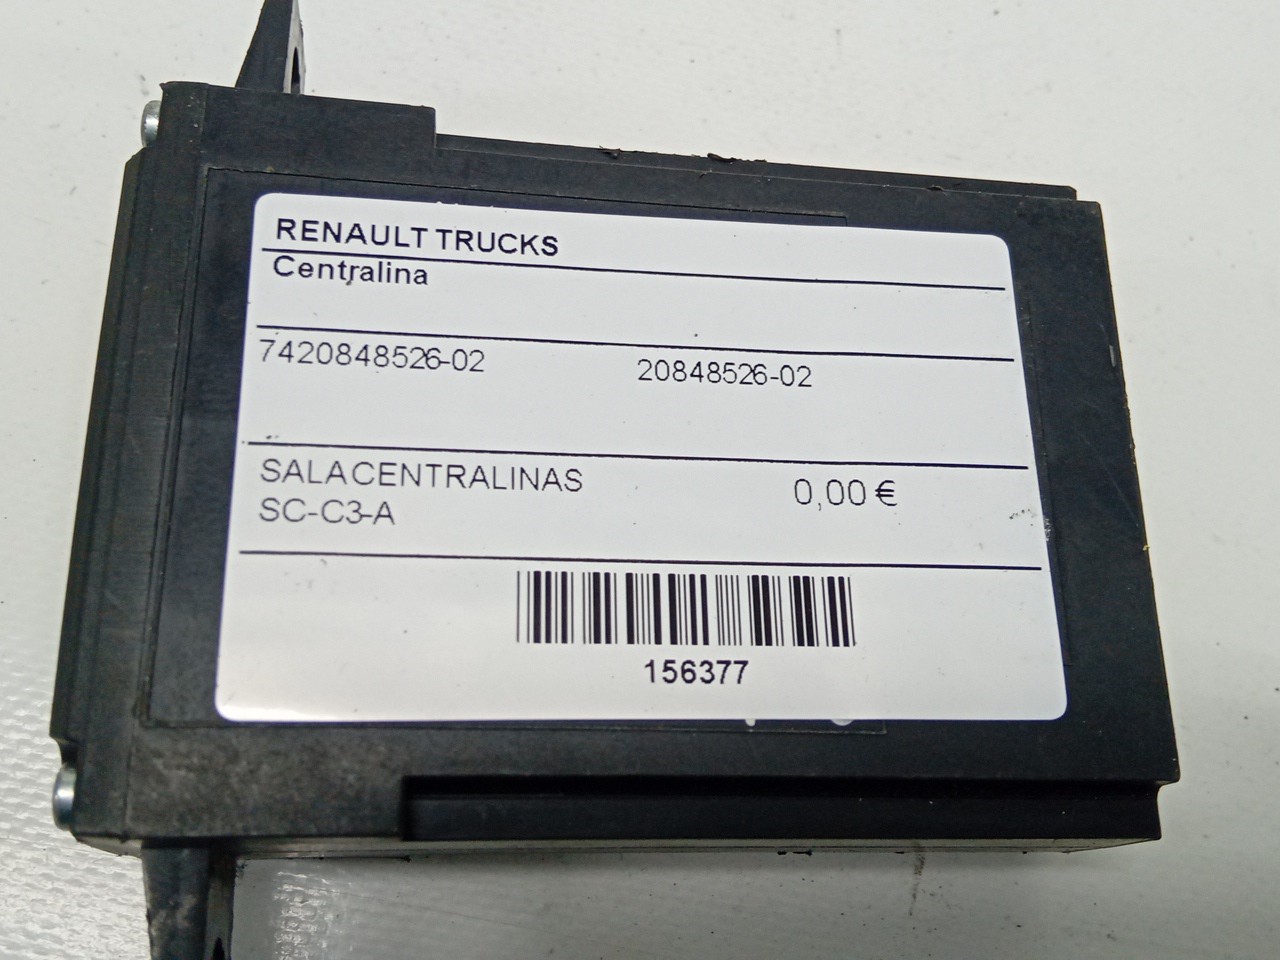 RENAULT TRUCKS
Centralina
7420848526-02 20848526-02
SALACENTRALINAS 0,00 €
SC-C3-A
156377